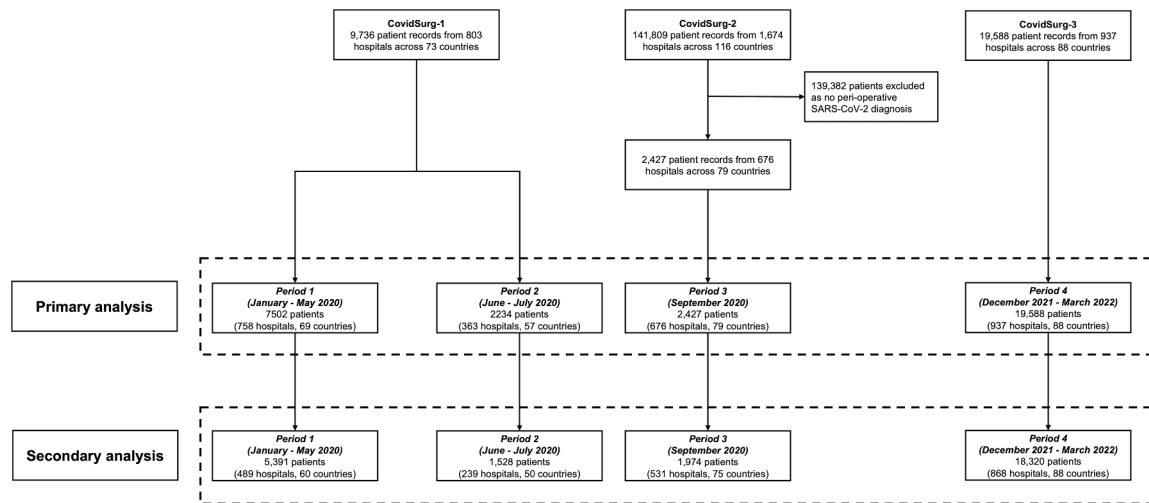 CovidSurg-1
9,736 patient records from 803
hospitals across 73 countries
CovidSurg-2
141,809 patient records from 1,674
hospitals across 116 countries
CovidSurg-3
19,588 patient records from 937
hospitals across 88 countries
139,382 patients excluded
as no peri-operative
SARS-CoV-2 diagnosis
2,427 patient records from 676
hospitals across 79 countries
Primary analysis
Period 1
(January - May 2020)
7502 patients
(758 hospitals, 69 countries)
Period 2
(June - July 2020)
2234 patients
(363 hospitals, 57 countries)
Period 3
(September 2020)
2,427 patients
(676 hospitals, 79 countries)
Period 4
(December 2021 - March 2022)
19,588 patients
(937 hospitals, 88 countries)
Secondary analysis
Period 1
(January - May 2020)
5,391 patients
(489 hospitals, 60 countries)
Period 2
(June - July 2020)
1,528 patients
(239 hospitals, 50 countries)
Period 3
(September 2020)
1,974 patients
(531 hospitals, 75 countries)
Period 4
(December 2021 - March 2022)
18,320 patients
(868 hospitals, 88 countries)